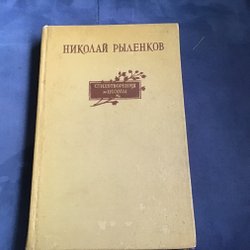 НИКОЛАЙ РЫЛЕНКОВ
СТИХОТВОРЕНИЯ
и ПОЭМЫ